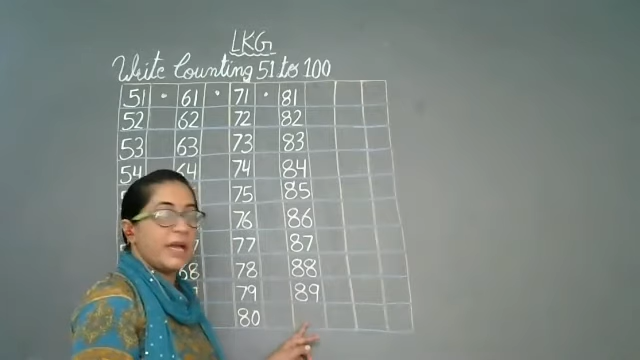 LKG
Write Counting 51 to 100
51 61 71 81
52 62 72 82
53 63 73 83
54 64 74 84
75 85
76 86
77 87
68 78 88
79 89
80